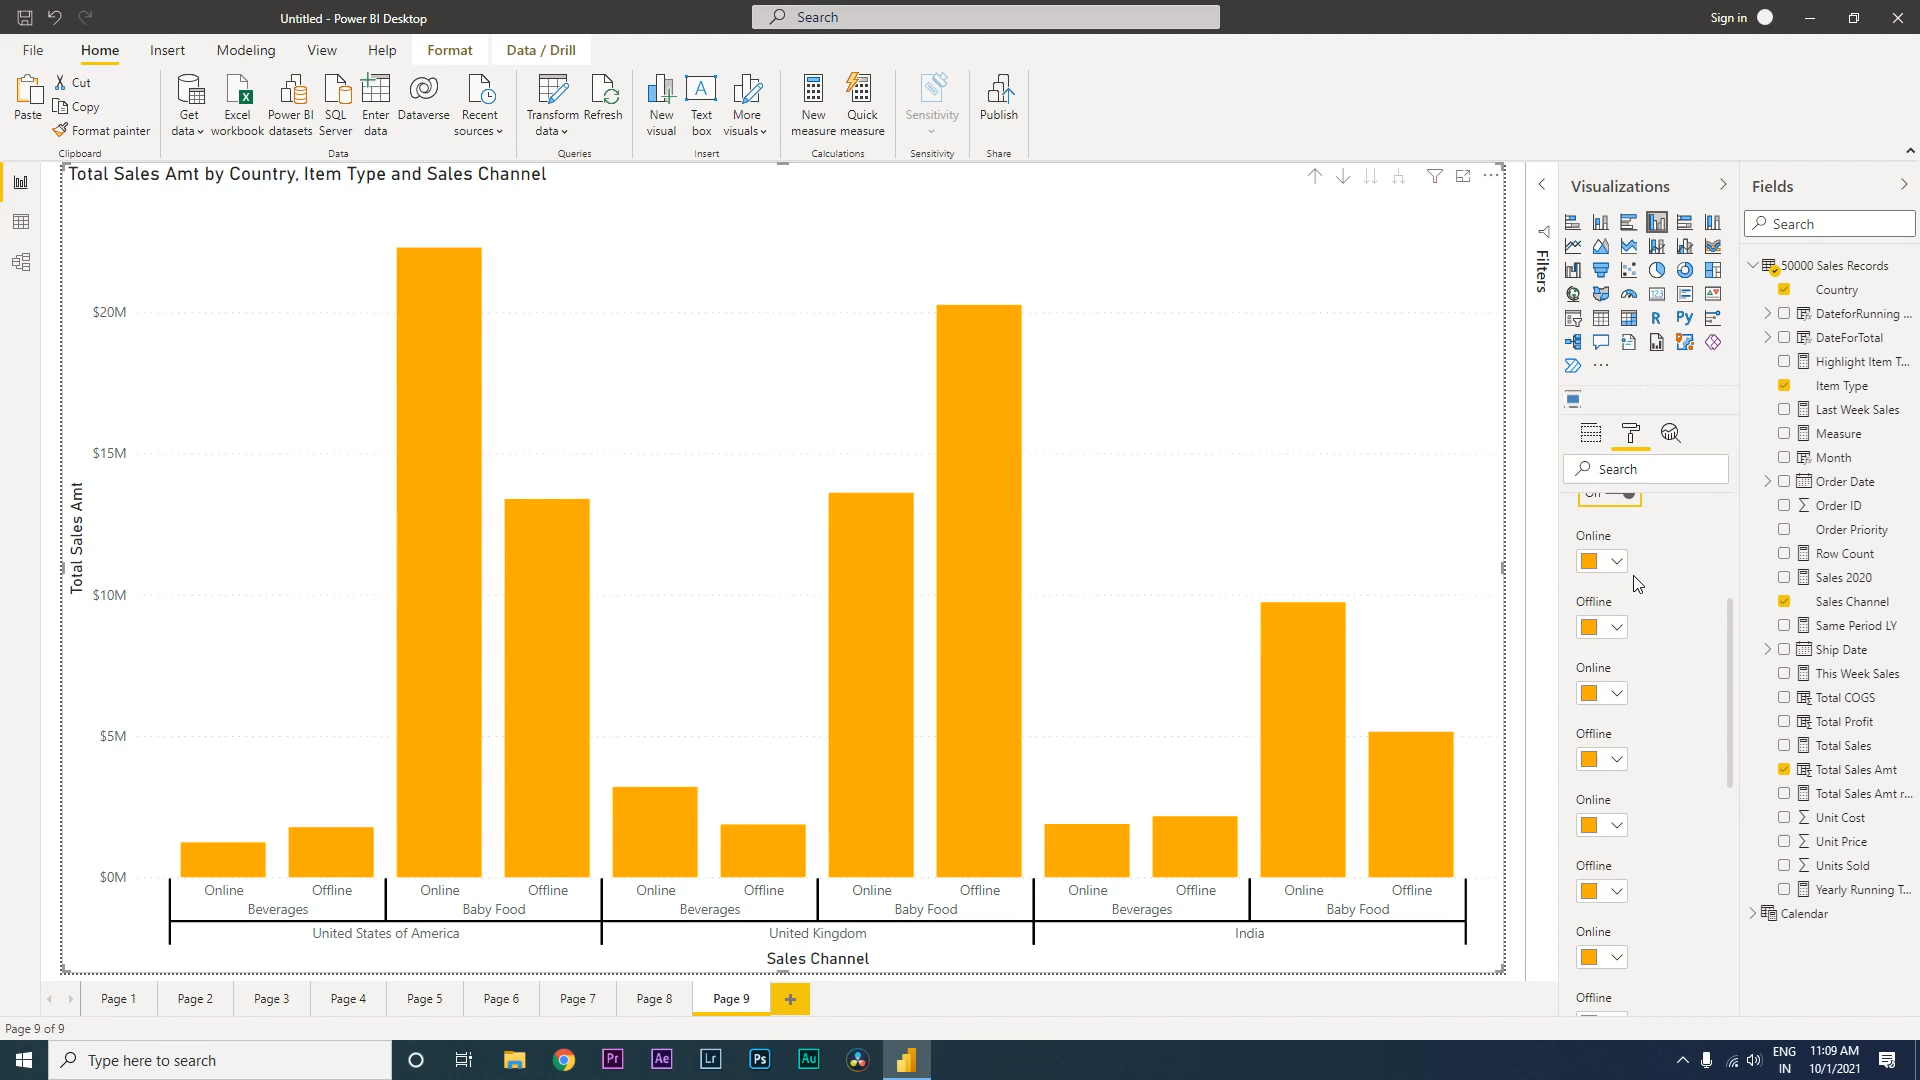 Untitled - Power BI Desktop
Search
Sign in
File
Home
Insert
Modeling
View
Help
Format
Data / Drill
Paste
Cut
Copy
Format painter
Clipboard
Get data
Excel workbook
Power BI datasets
SQL Server
Enter data
Dataverse
Recent sources
Data
Transform data
Refresh
Queries
New visual
Text box
More visuals
Insert
New measure
Quick measure
Calculations
Sensitivity
Sensitivity
Publish
Share
Total Sales Amt by Country, Item Type and Sales Channel
Total Sales Amt
$20M
$15M
$10M
$5M
$0M
Online Offline Online Offline Online Offline Online Offline Online Offline Online Offline
Beverages Baby Food Beverages Baby Food Beverages Baby Food
United States of America United Kingdom India
Sales Channel
Filters
Visualizations
R
Py
Search
Online
Offline
Online
Offline
Online
Offline
Online
Offline
Fields
Search
50000 Sales Records
Country
DateforRunning ...
DateForTotal
Highlight Item T...
Item Type
Last Week Sales
Measure
Month
Order Date
Order ID
Order Priority
Row Count
Sales 2020
Sales Channel
Same Period LY
Ship Date
This Week Sales
Total COGS
Total Profit
Total Sales
Total Sales Amt
Total Sales Amt r...
Unit Cost
Unit Price
Units Sold
Yearly Running T...
Calendar
Page 1
Page 2
Page 3
Page 4
Page 5
Page 6
Page 7
Page 8
Page 9
Page 9 of 9
Type here to search
Pr
Ae
Lr
Ps
Au
ENG
IN
11:09 AM
10/1/2021